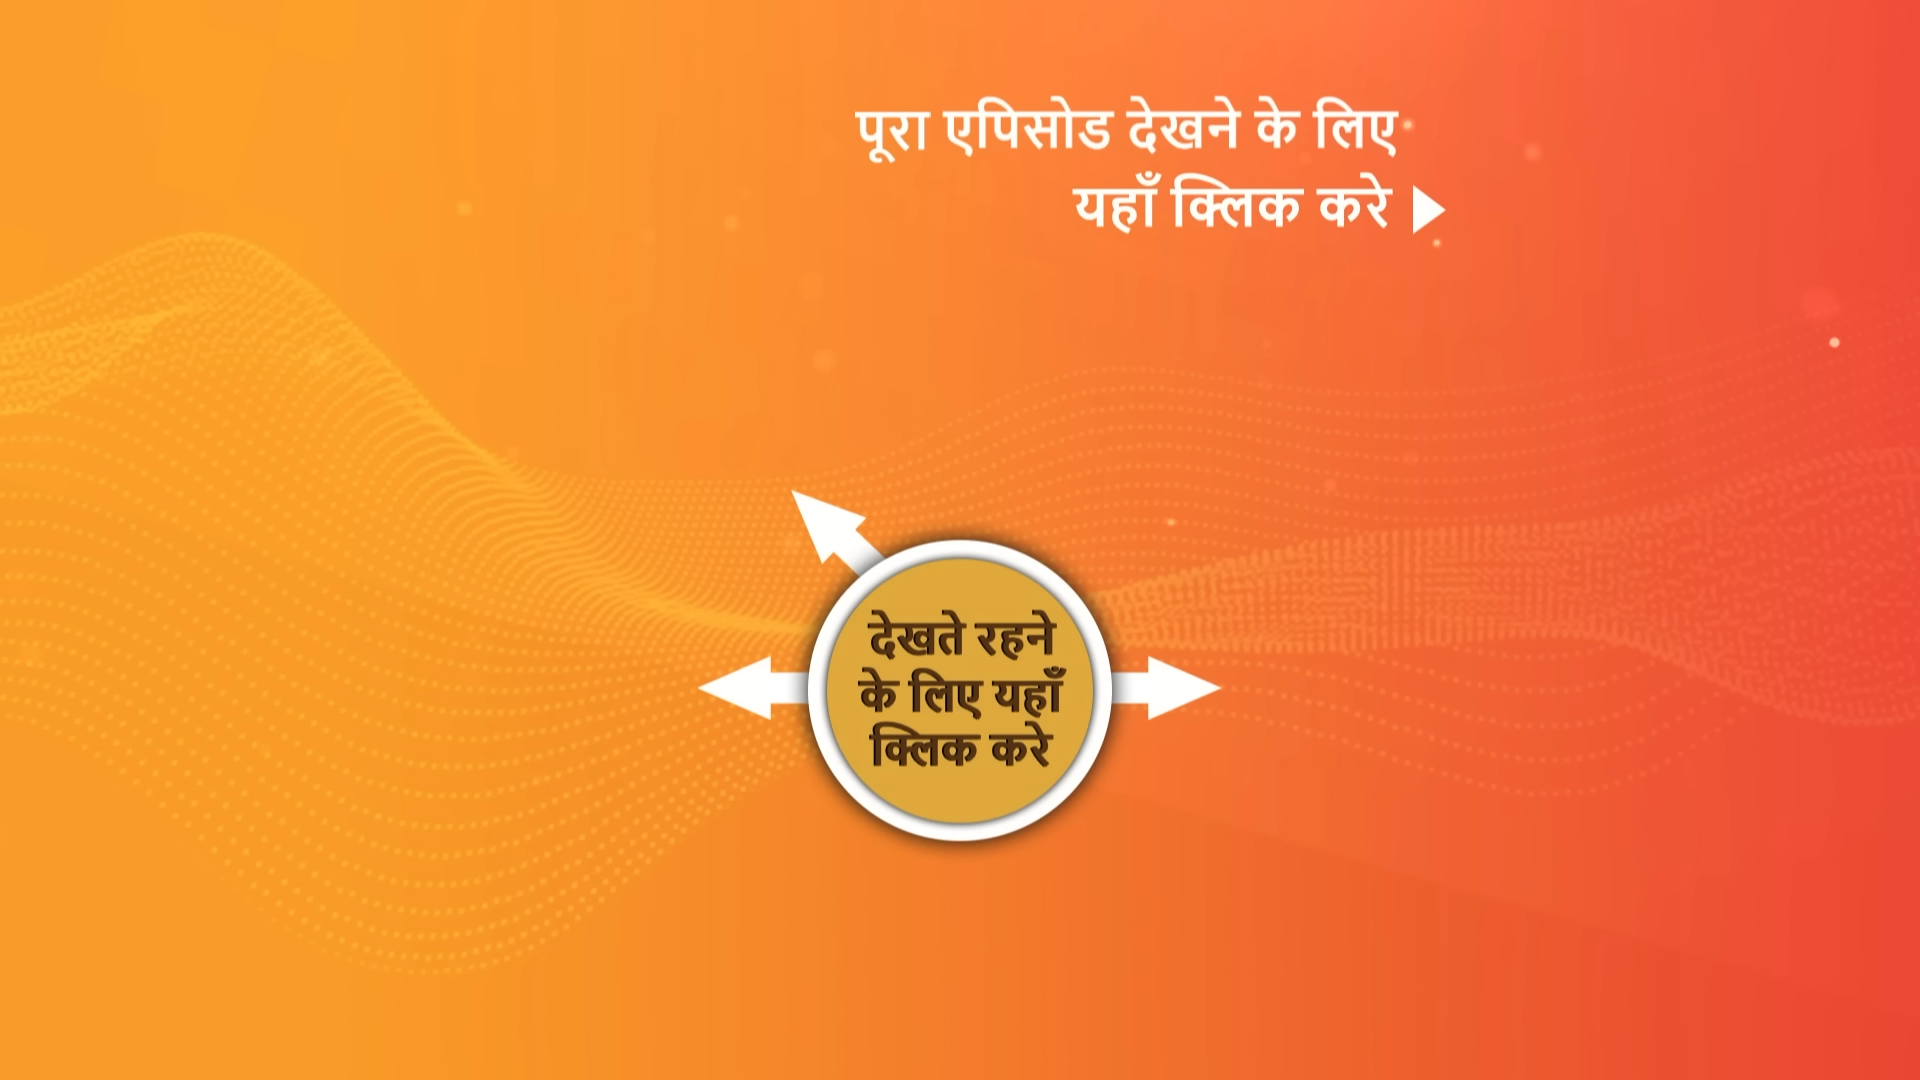 पूरा एपिसोड देखने के लिए
यहाँ क्लिक करे
देखते रहने
के लिए यहाँ
क्लिक करे